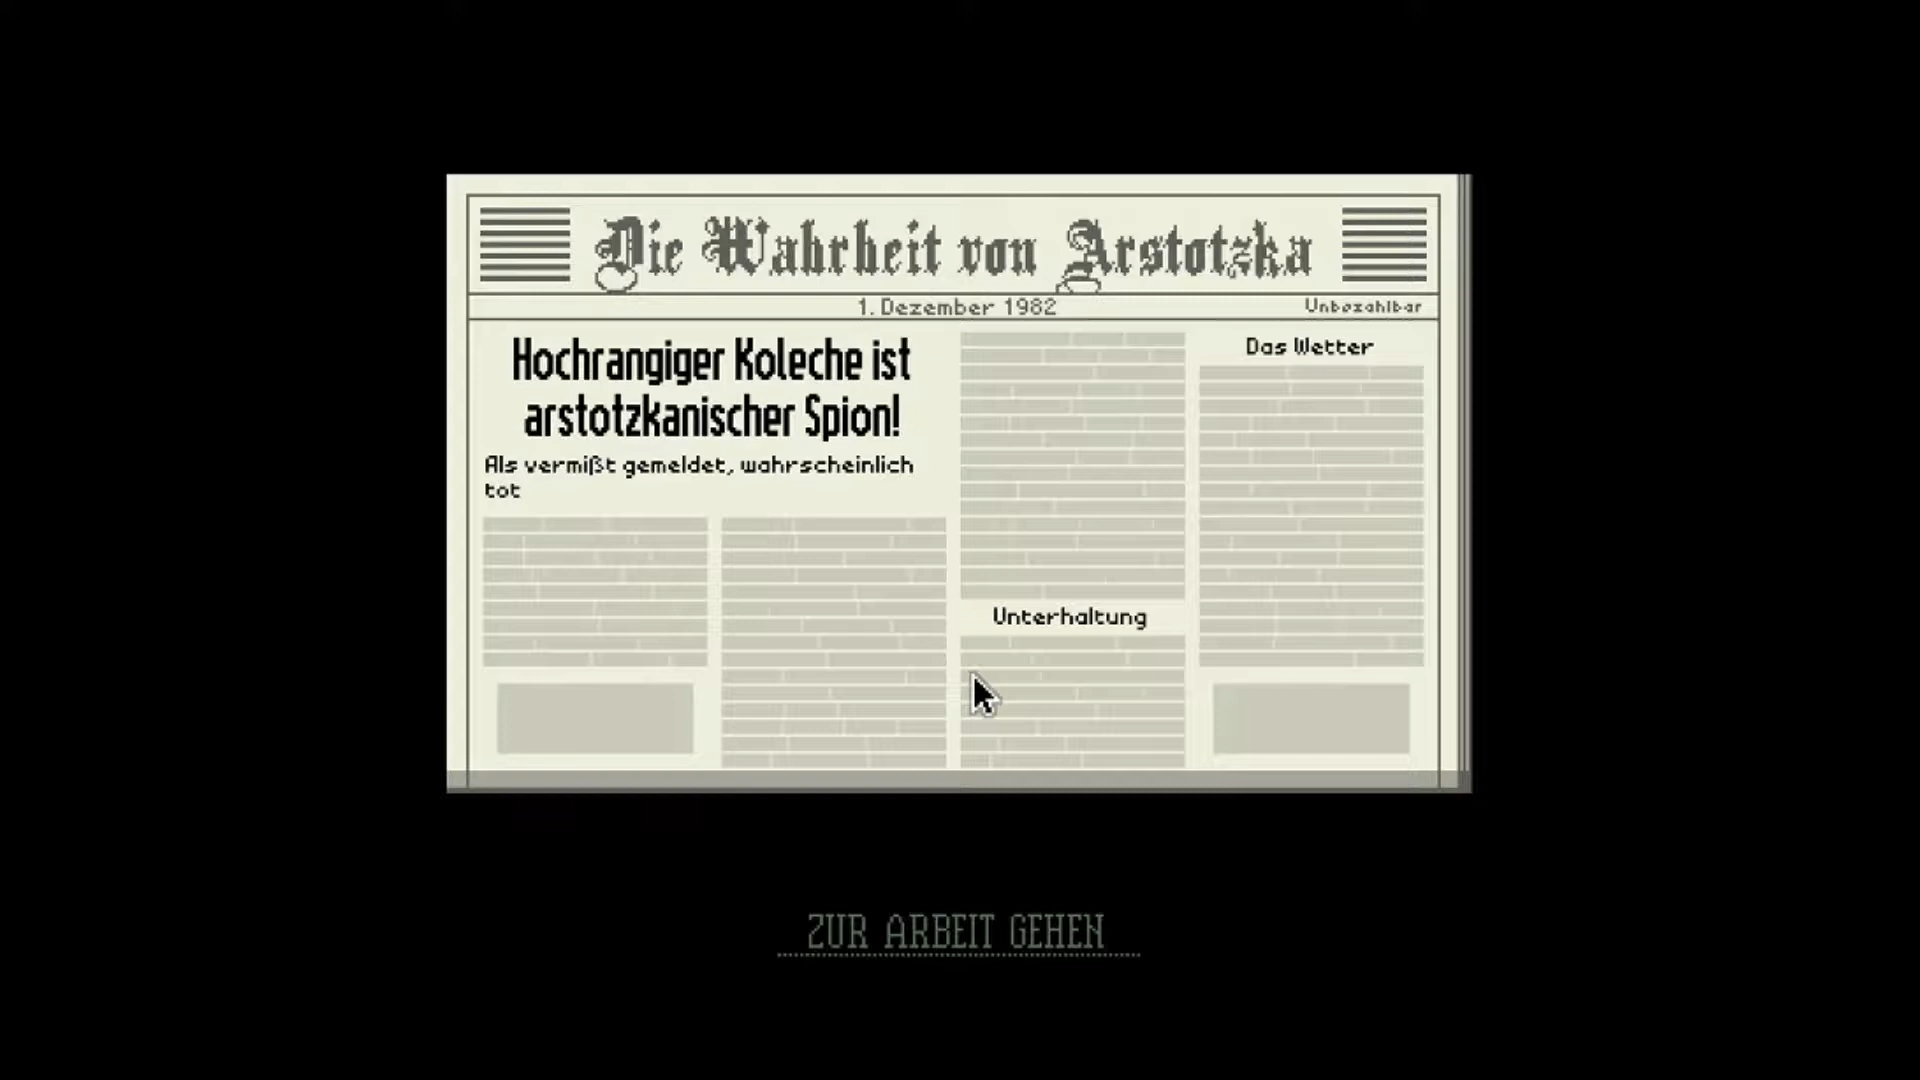 Die Wahrheit von Arstotzka
1. Dezember 1982
Unbezahlbar
Hochrangiger Koleche ist
arstotzkanischer Spion!
Als vermißt gemeldet, wahrscheinlich
tot
Unterhaltung
Das Wetter
ZUR ARBEIT GEHEN